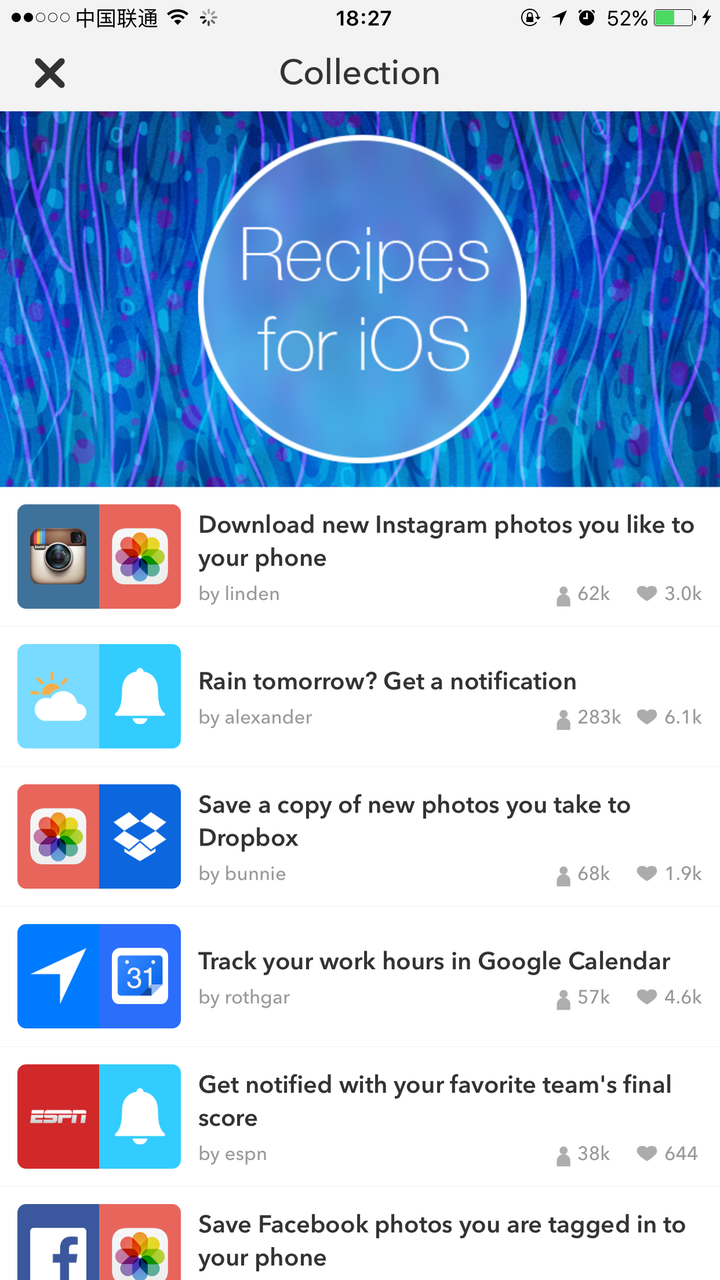 中国联通 18:27 52%
Collection
Recipes
for iOS
Download new Instagram photos you like to
your phone
by linden 62k 3.0k
Rain tomorrow? Get a notification
by alexander 283k 6.1k
Save a copy of new photos you take to
Dropbox
by bunnie 68k 1.9k
31
Track your work hours in Google Calendar
by rothgar 57k 4.6k
ESPN
Get notified with your favorite team's final
score
by espn 38k 644
f
Save Facebook photos you are tagged in to
your phone